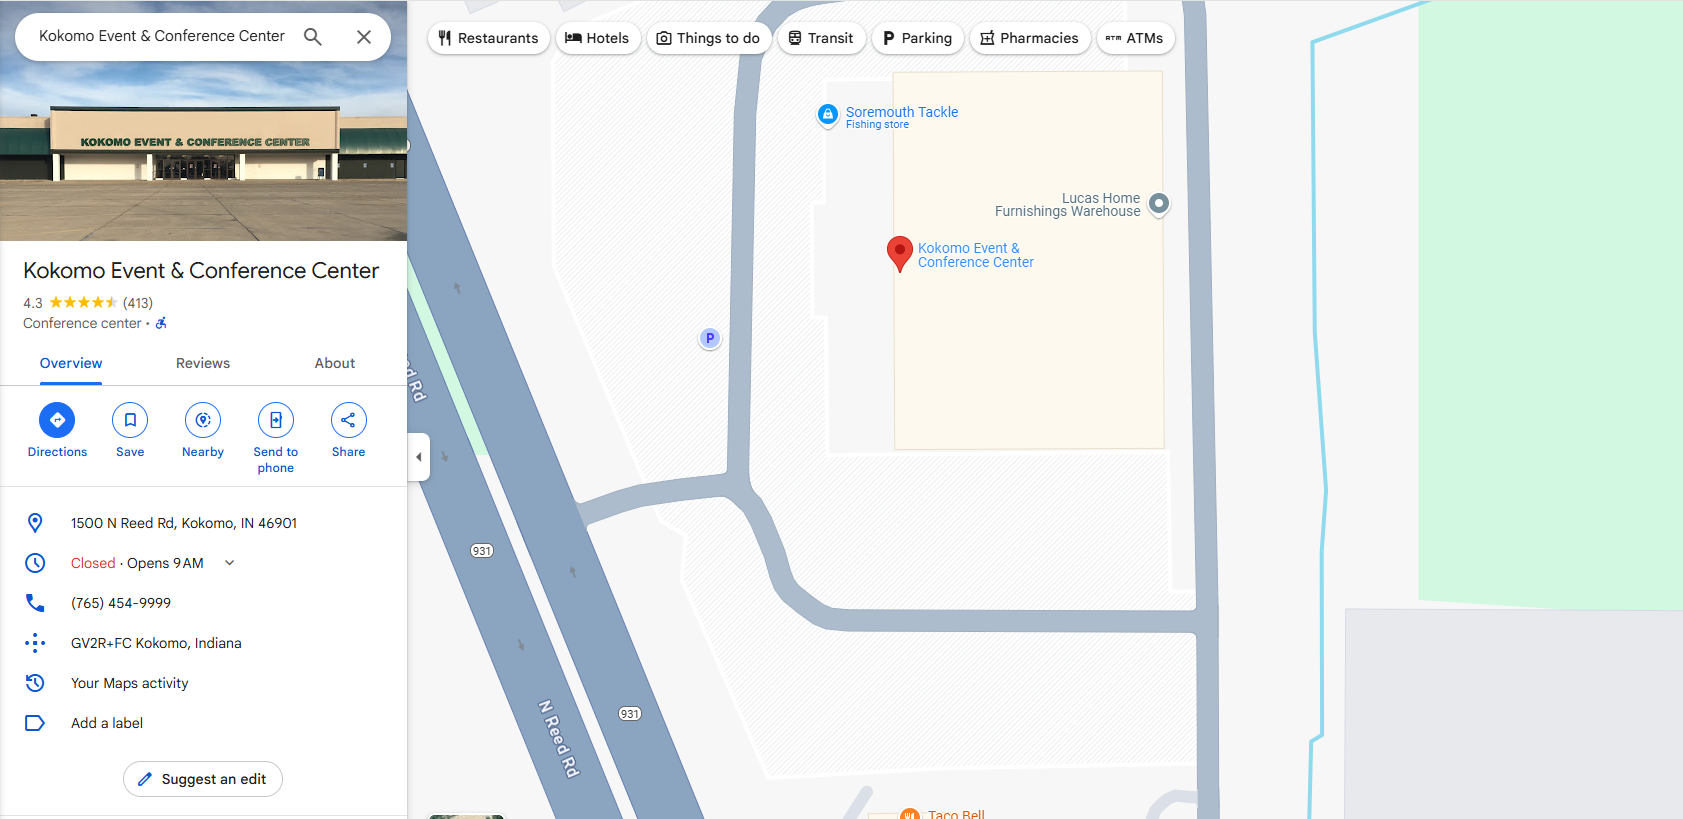 Kokomo Event & Conference Center
KOKOMO EVENT & CONFERENCE CENTER
Kokomo Event & Conference Center
4.3 (413)
Conference center ·
Overview Reviews About
Directions Save Nearby Send to phone Share
1500 N Reed Rd, Kokomo, IN 46901
Closed · Opens 9 AM
(765) 454-9999
GV2R+FC Kokomo, Indiana
Your Maps activity
Add a label
Suggest an edit
Restaurants Hotels Things to do Transit Parking Pharmacies ATM ATMs
Soremouth Tackle
Fishing store
Lucas Home
Furnishings Warehouse
Kokomo Event &
Conference Center
P
d Rd
931
931
N Reed Rd
Taco Bell